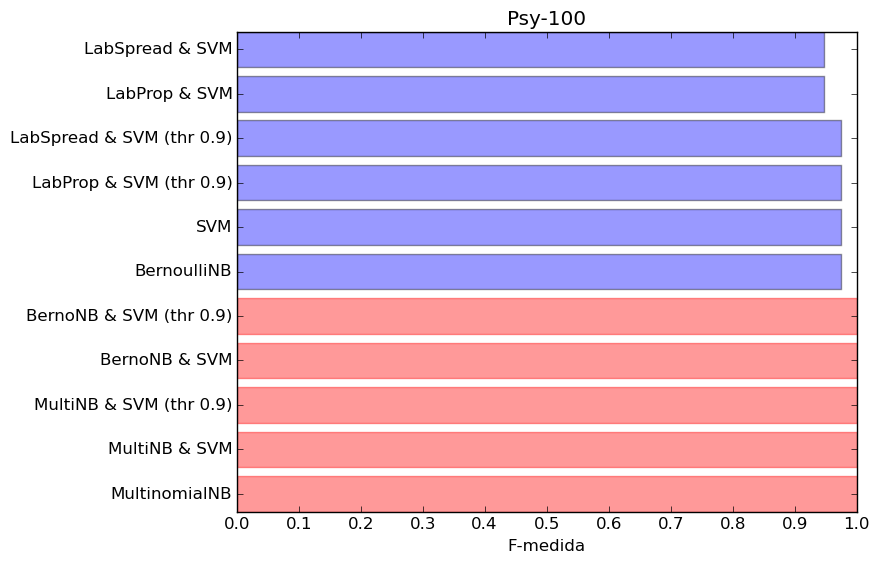 Psy-100
LabSpread & SVM
LabProp & SVM
LabSpread & SVM (thr 0.9)
LabProp & SVM (thr 0.9)
SVM
BernoulliNB
BernoNB & SVM (thr 0.9)
BernoNB & SVM
MultiNB & SVM (thr 0.9)
MultiNB & SVM
MultinomialNB
0.0 0.1 0.2 0.3 0.4 0.5 0.6 0.7 0.8 0.9 1.0
F-medida